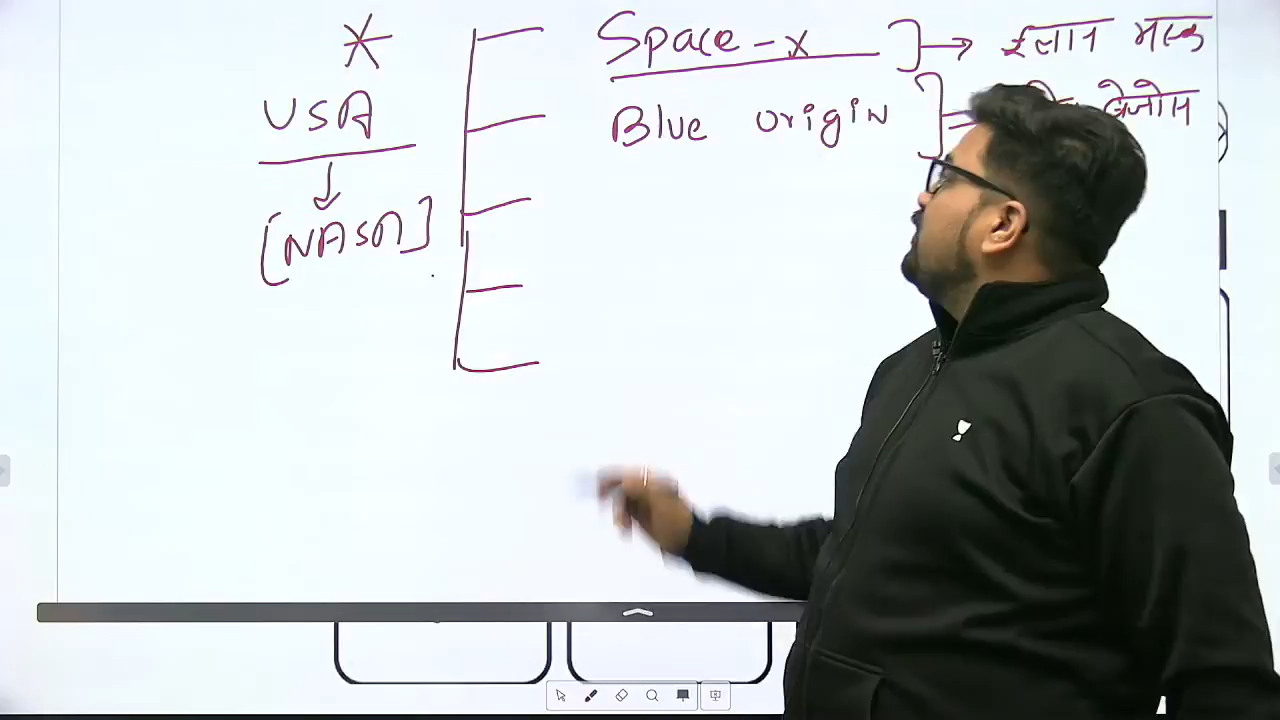 USA
[NASA]
Space-X ] → इलॉन मस्क
Blue origin ] → बेजोस